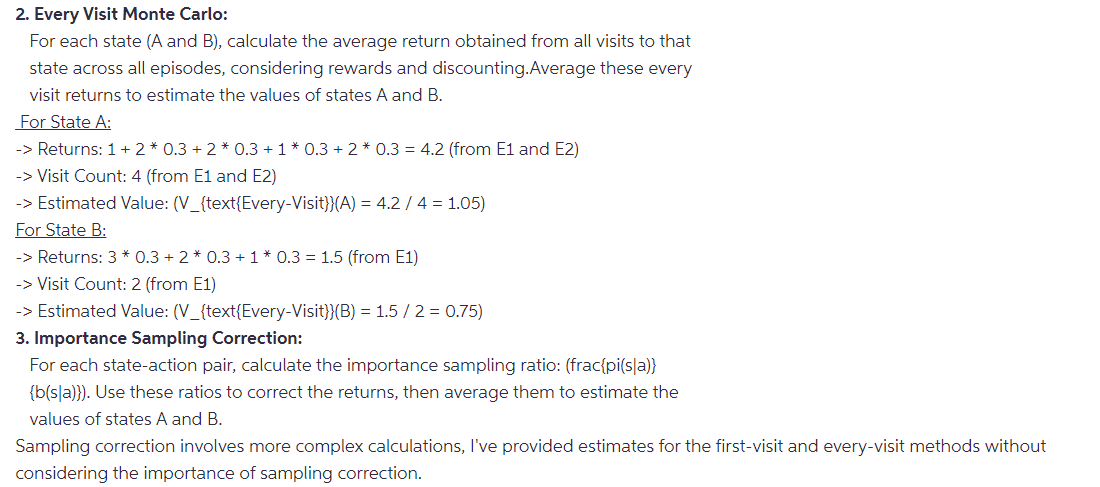 2. Every Visit Monte Carlo:
For each state (A and B), calculate the average return obtained from all visits to that
state across all episodes, considering rewards and discounting.Average these every
visit returns to estimate the values of states A and B.
For State A:
-> Returns: 1 + 2 * 0.3 + 2 * 0.3 + 1 * 0.3 + 2 * 0.3 = 4.2 (from E1 and E2)
-> Visit Count: 4 (from E1 and E2)
-> Estimated Value: (V_{text{Every-Visit}}(A) = 4.2 / 4 = 1.05)
For State B:
-> Returns: 3 * 0.3 + 2 * 0.3 + 1 * 0.3 = 1.5 (from E1)
-> Visit Count: 2 (from E1)
-> Estimated Value: (V_{text{Every-Visit}}(B) = 1.5 / 2 = 0.75)
3. Importance Sampling Correction:
For each state-action pair, calculate the importance sampling ratio: (frac{pi(s|a)}
{b(s|a)}). Use these ratios to correct the returns, then average them to estimate the
values of states A and B.
Sampling correction involves more complex calculations, I've provided estimates for the first-visit and every-visit methods without
considering the importance of sampling correction.